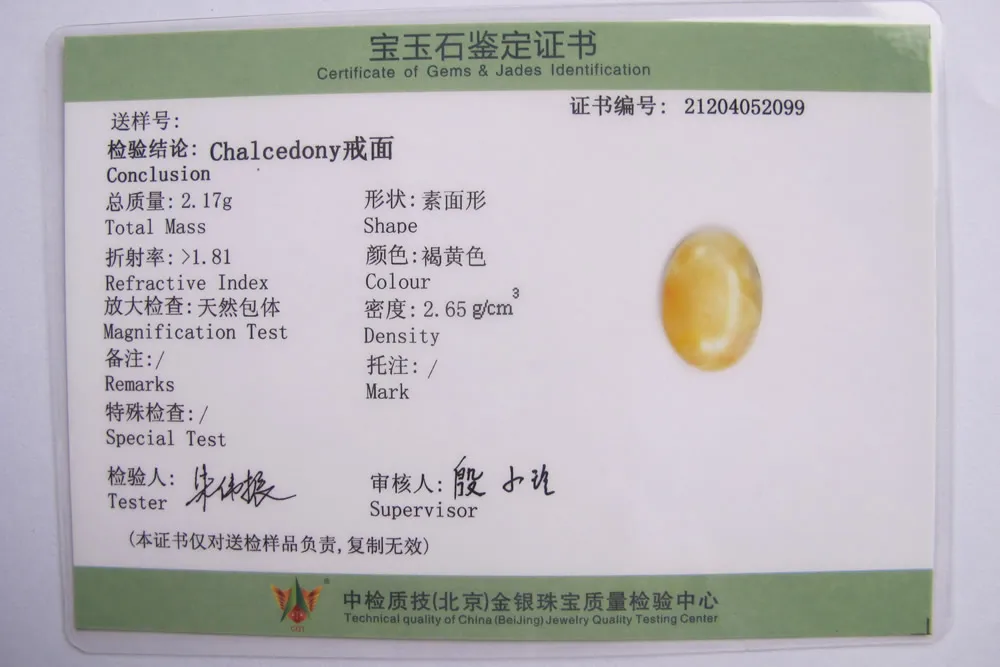 宝玉石鉴定证书
Certificate of Gems & Jades Identification
证书编号: 21204052099
送样号:
检验结论: Chalcedony戒面
Conclusion
总质量: 2.17g 形状: 素面形
Total Mass Shape
折射率: >1.81 颜色: 褐黄色
Refractive Index Colour
放大检查: 天然包体 密度: 2.65 g/cm³
Magnification Test Density
备注: / 托注: /
Remarks Mark
特殊检查: /
Special Test
检验人: 审核人: 殷小玲
Tester Supervisor
(本证书仅对送检样品负责,复制无效)
中检质技(北京)金银珠宝质量检验中心
Technical quality of China (BeiJing) Jewelry Quality Testing Center